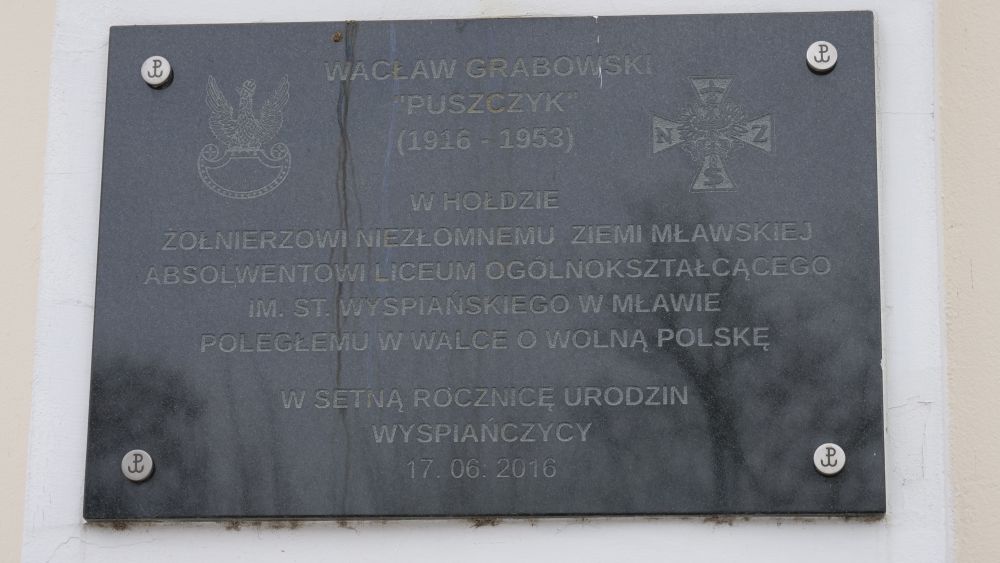 WACŁAW GRABOWSKI
"PUSZCZYK"
(1916 - 1953)
N Z
S
W HOŁDZIE
ŻOŁNIERZOWI NIEZŁOMNEMU ZIEMI MŁAWSKIEJ
ABSOLWENTOWI LICEUM OGÓLNOKSZTAŁCĄCEGO
IM. ST. WYSPIAŃSKIEGO W MŁAWIE
POLEGŁEMU W WALCE O WOLNĄ POLSKĘ
W SETNĄ ROCZNICĘ URODZIN
WYSPIAŃCZYCY
17. 06. 2016